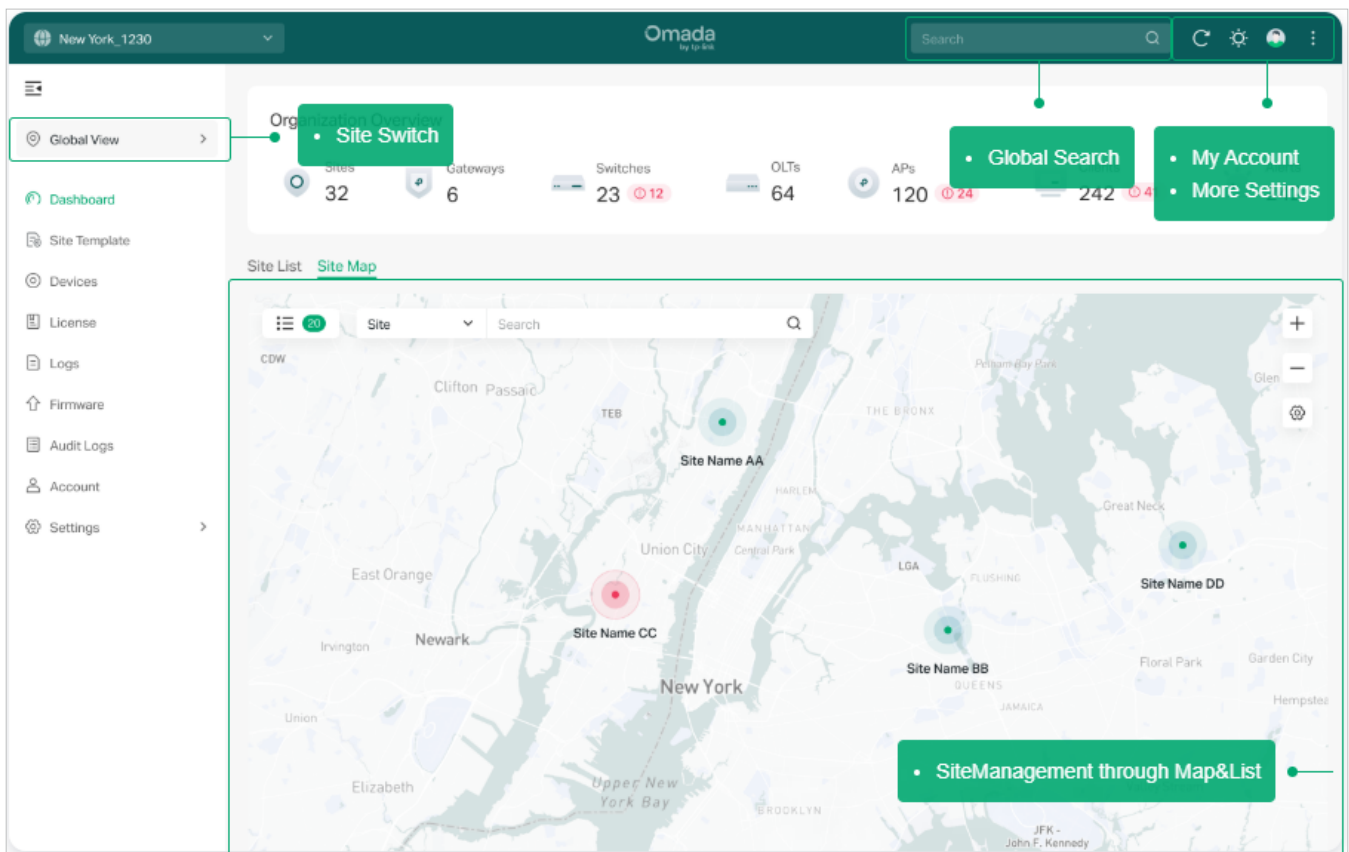 New York_1230
Omada
by tp-link
Search
Global View
Organization Overview
• Site Switch
• Global Search
• My Account
• More Settings
Sites
32
Gateways
6
Switches
23 12
OLTs
64
APs
120 24
242
Dashboard
Site Template
Devices
License
Logs
Firmware
Audit Logs
Account
Settings
Site List Site Map
20 Site Search
CDW
Clifton Passaic
Pelham Bay Park
Glen
TEB
THE BRONX
Site Name AA
HARLEM
Great Neck
MANHATTAN
Union City Central Park
LGA
FLUSHING
East Orange
Site Name DD
Site Name CC
Newark
Irvington
Site Name BB
Floral Park
Garden City
New York
QUEENS
Hempstea
JAMAICA
Union
• SiteManagement through Map&List
Elizabeth
Upper New
York Bay
BROOKLYN
JFK -
John F. Kennedy